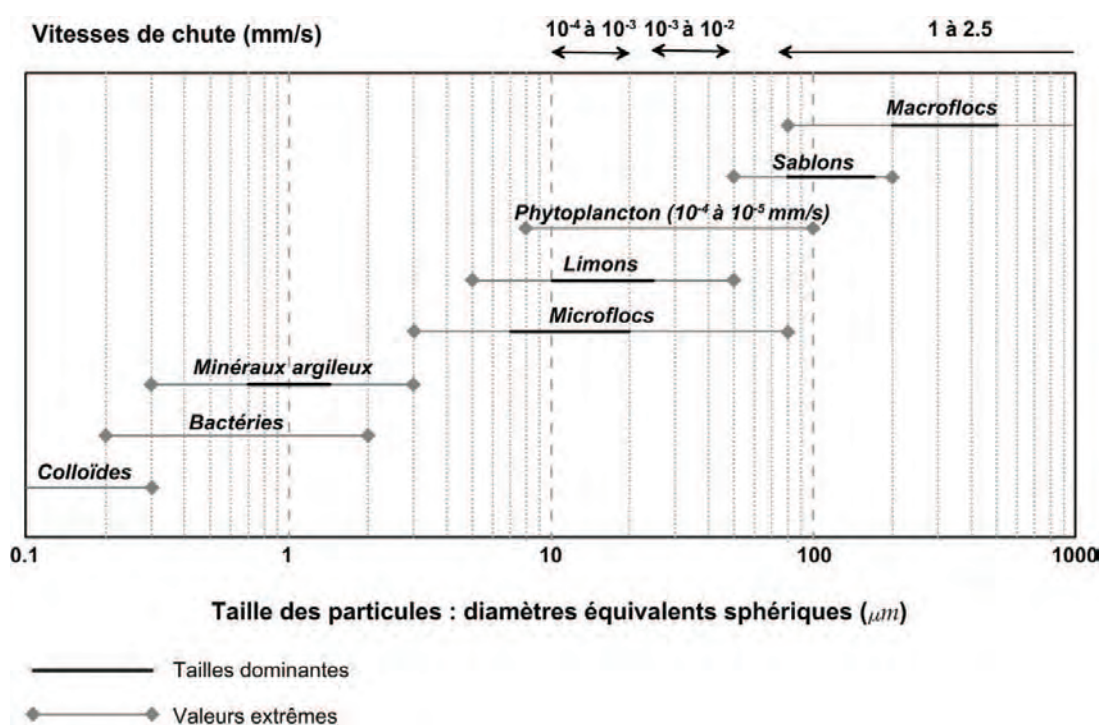 Vitesses de chute (mm/s)
10⁻⁴ à 10⁻³ 10⁻³ à 10⁻² 1 à 2.5
Macroflocs
Sablons
Phytoplancton (10⁻⁴ à 10⁻⁵ mm/s)
Limons
Microflocs
Minéraux argileux
Bactéries
Colloïdes
0.1 1 10 100 1000
Taille des particules : diamètres équivalents sphériques (μm)
Tailles dominantes
Valeurs extrêmes